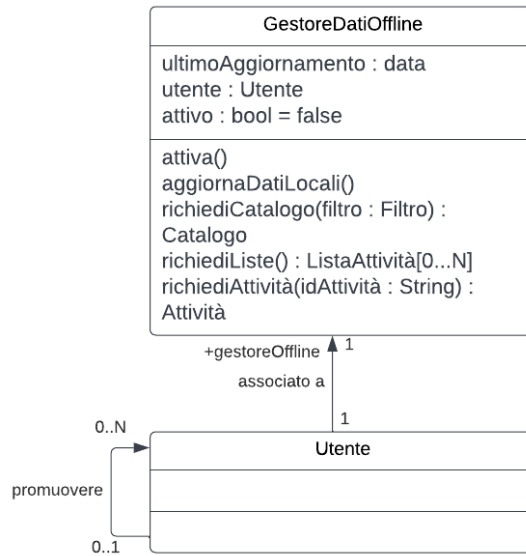 GestoreDatiOffline
ultimoAggiornamento : data
utente : Utente
attivo : bool = false
attiva()
aggiornaDatiLocali()
richiediCatalogo(filtro : Filtro) :
Catalogo
richiediListe() : ListaAttività[0...N]
richiediAttività(idAttività : String) :
Attività
+gestoreOffline
1
associato a
1
0..N
Utente
promuovere
0..1